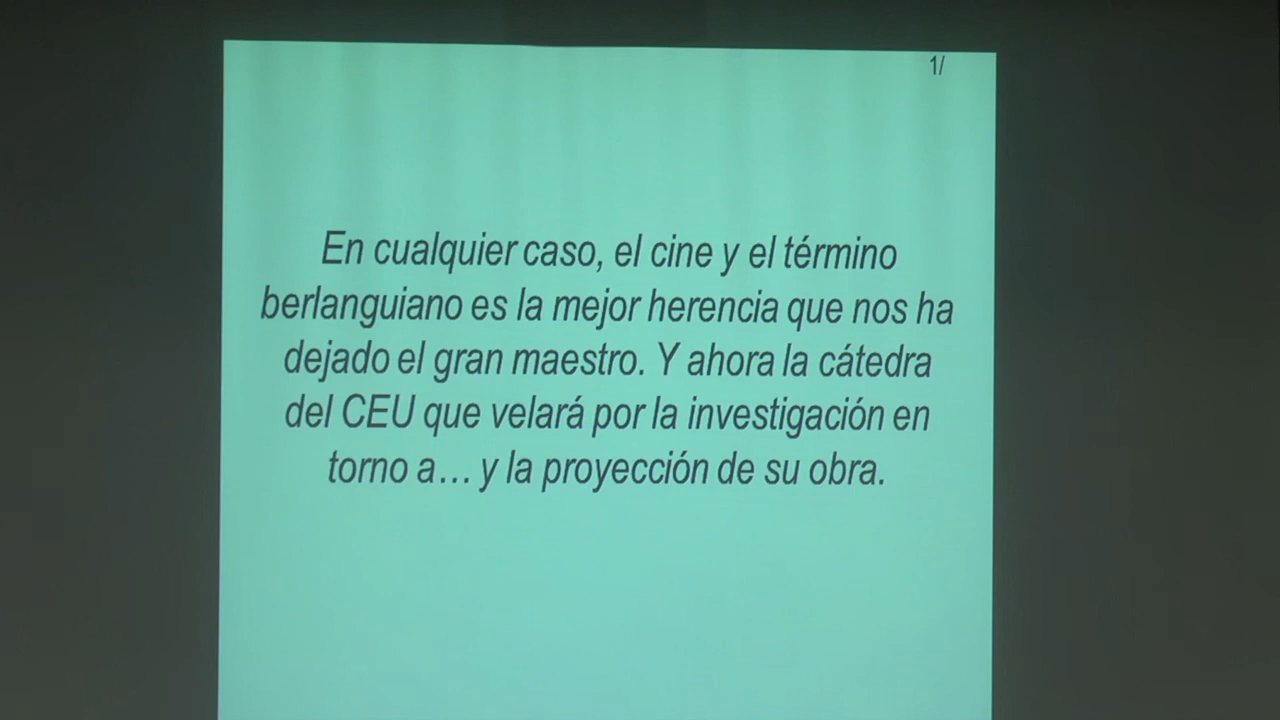 1/
En cualquier caso, el cine y el término
berlanguiano es la mejor herencia que nos ha
dejado el gran maestro. Y ahora la cátedra
del CEU que velará por la investigación en
torno a… y la proyección de su obra.